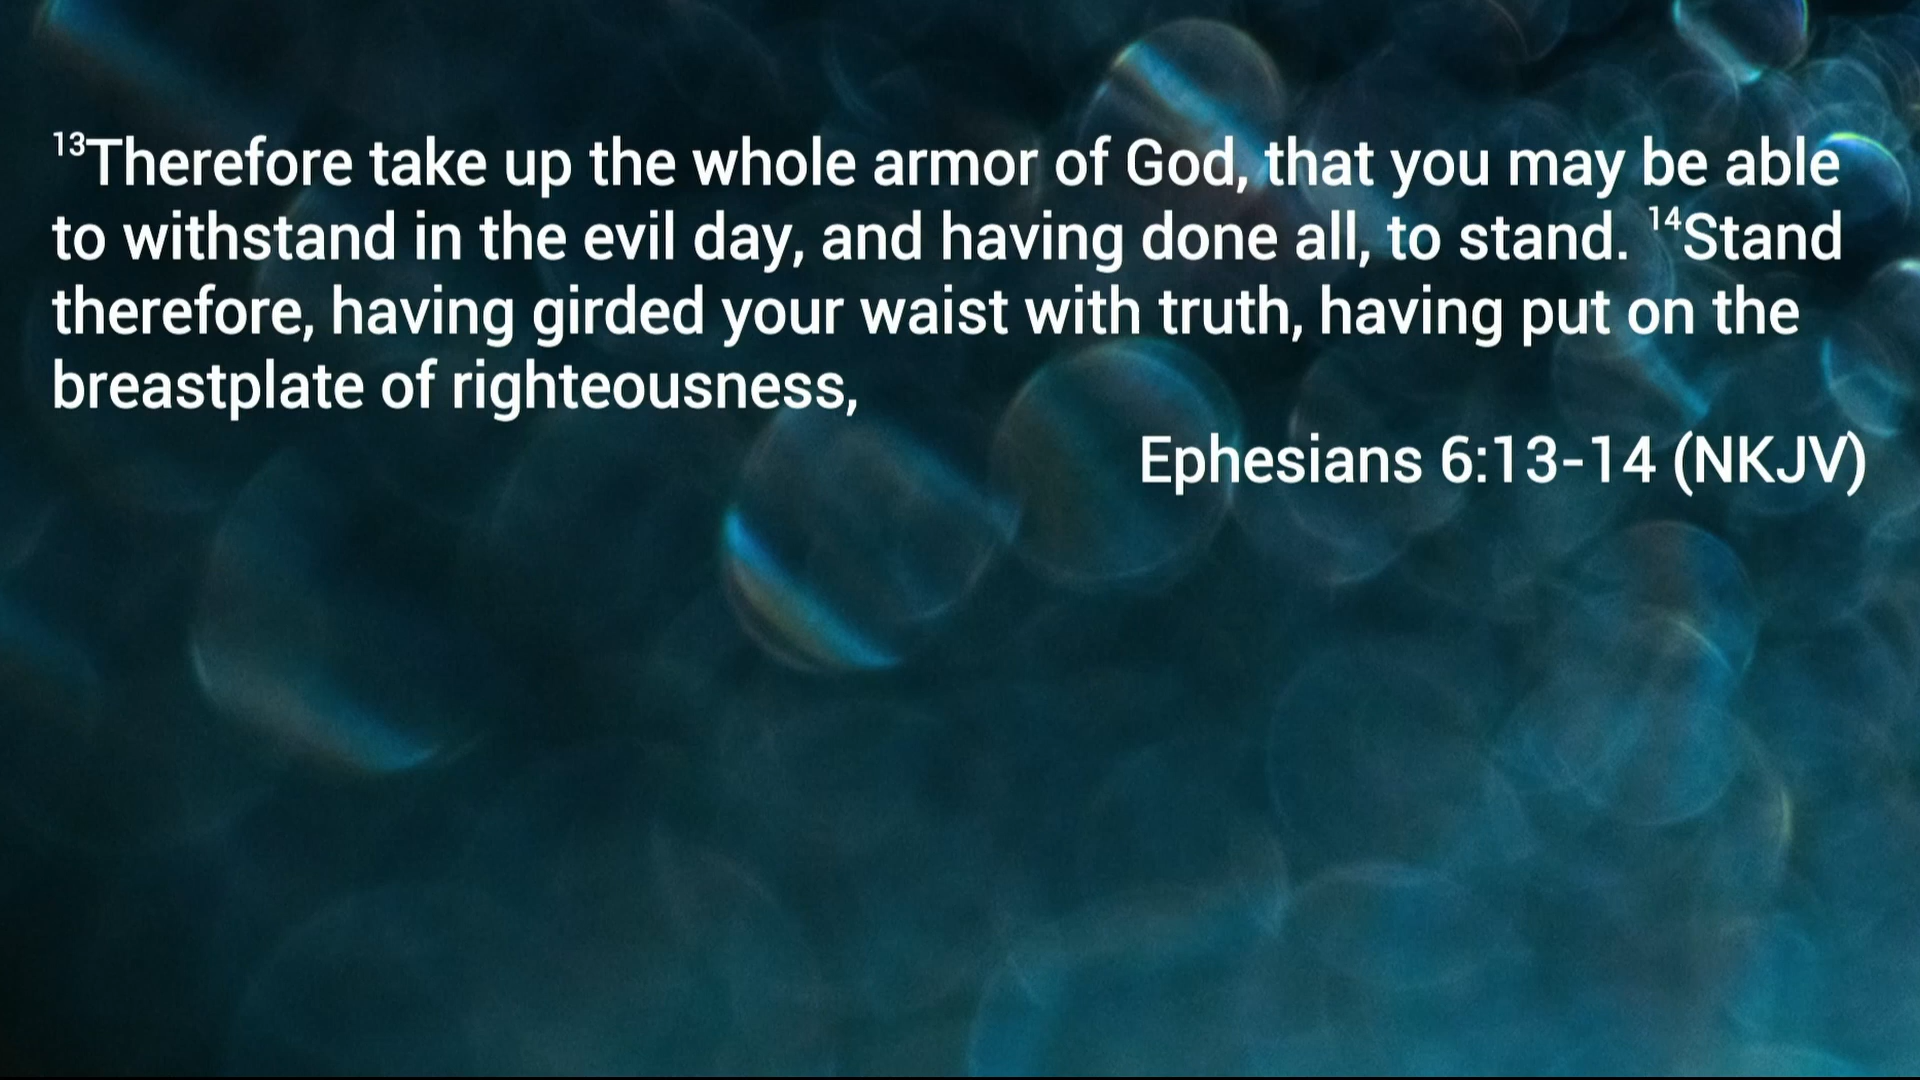 ¹³Therefore take up the whole armor of God, that you may be able
to withstand in the evil day, and having done all, to stand. ¹⁴Stand
therefore, having girded your waist with truth, having put on the
breastplate of righteousness,
Ephesians 6:13-14 (NKJV)